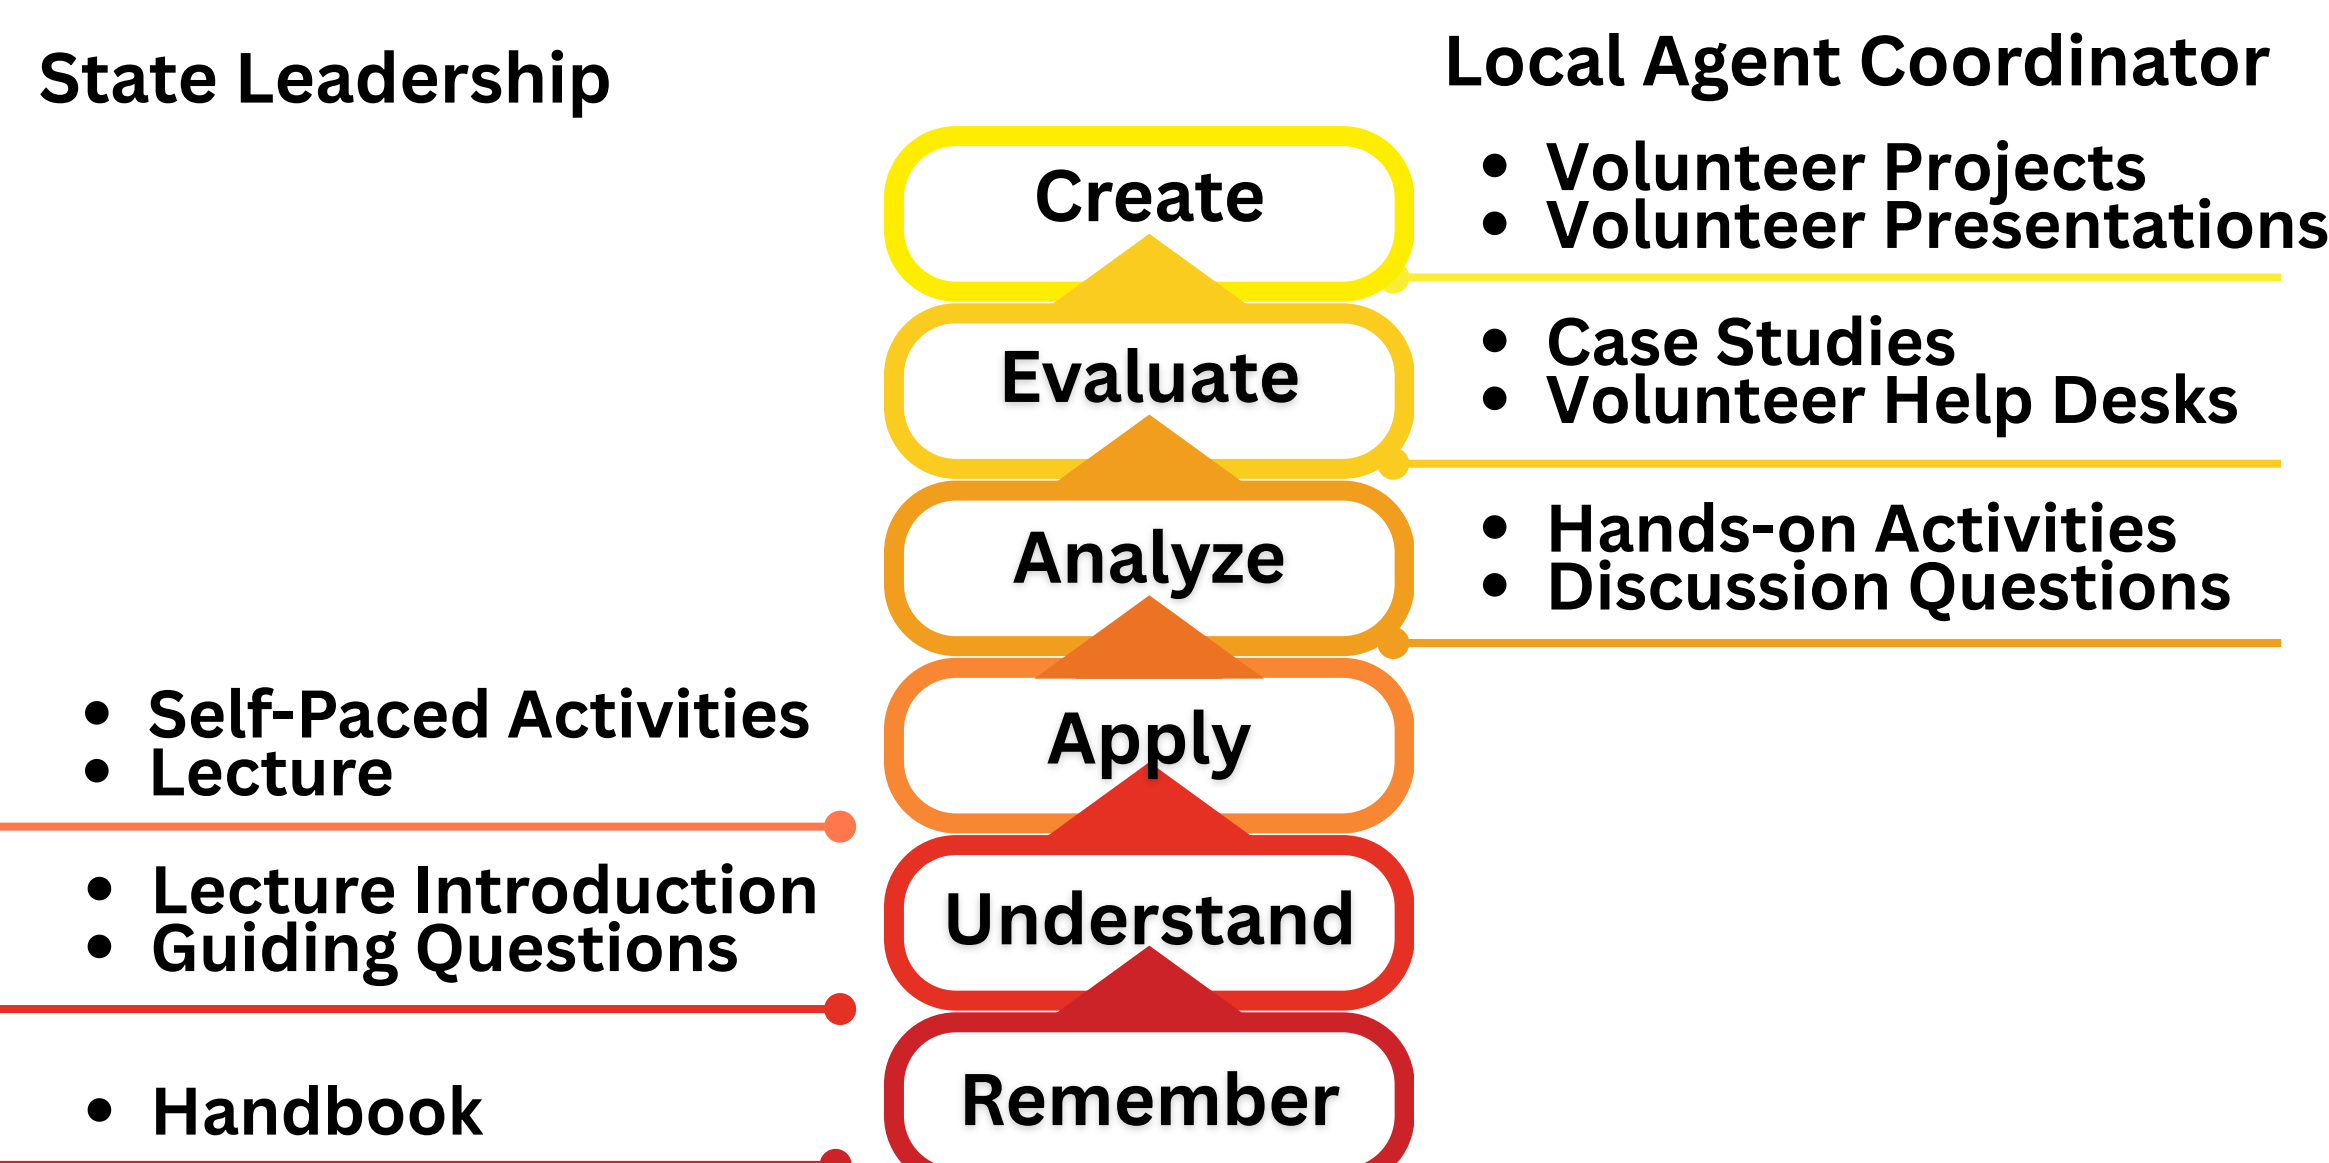 State Leadership
Local Agent Coordinator
Create
• Volunteer Projects
• Volunteer Presentations
Evaluate
• Case Studies
• Volunteer Help Desks
Analyze
• Hands-on Activities
• Discussion Questions
• Self-Paced Activities
• Lecture
Apply
• Lecture Introduction
• Guiding Questions
Understand
• Handbook
Remember